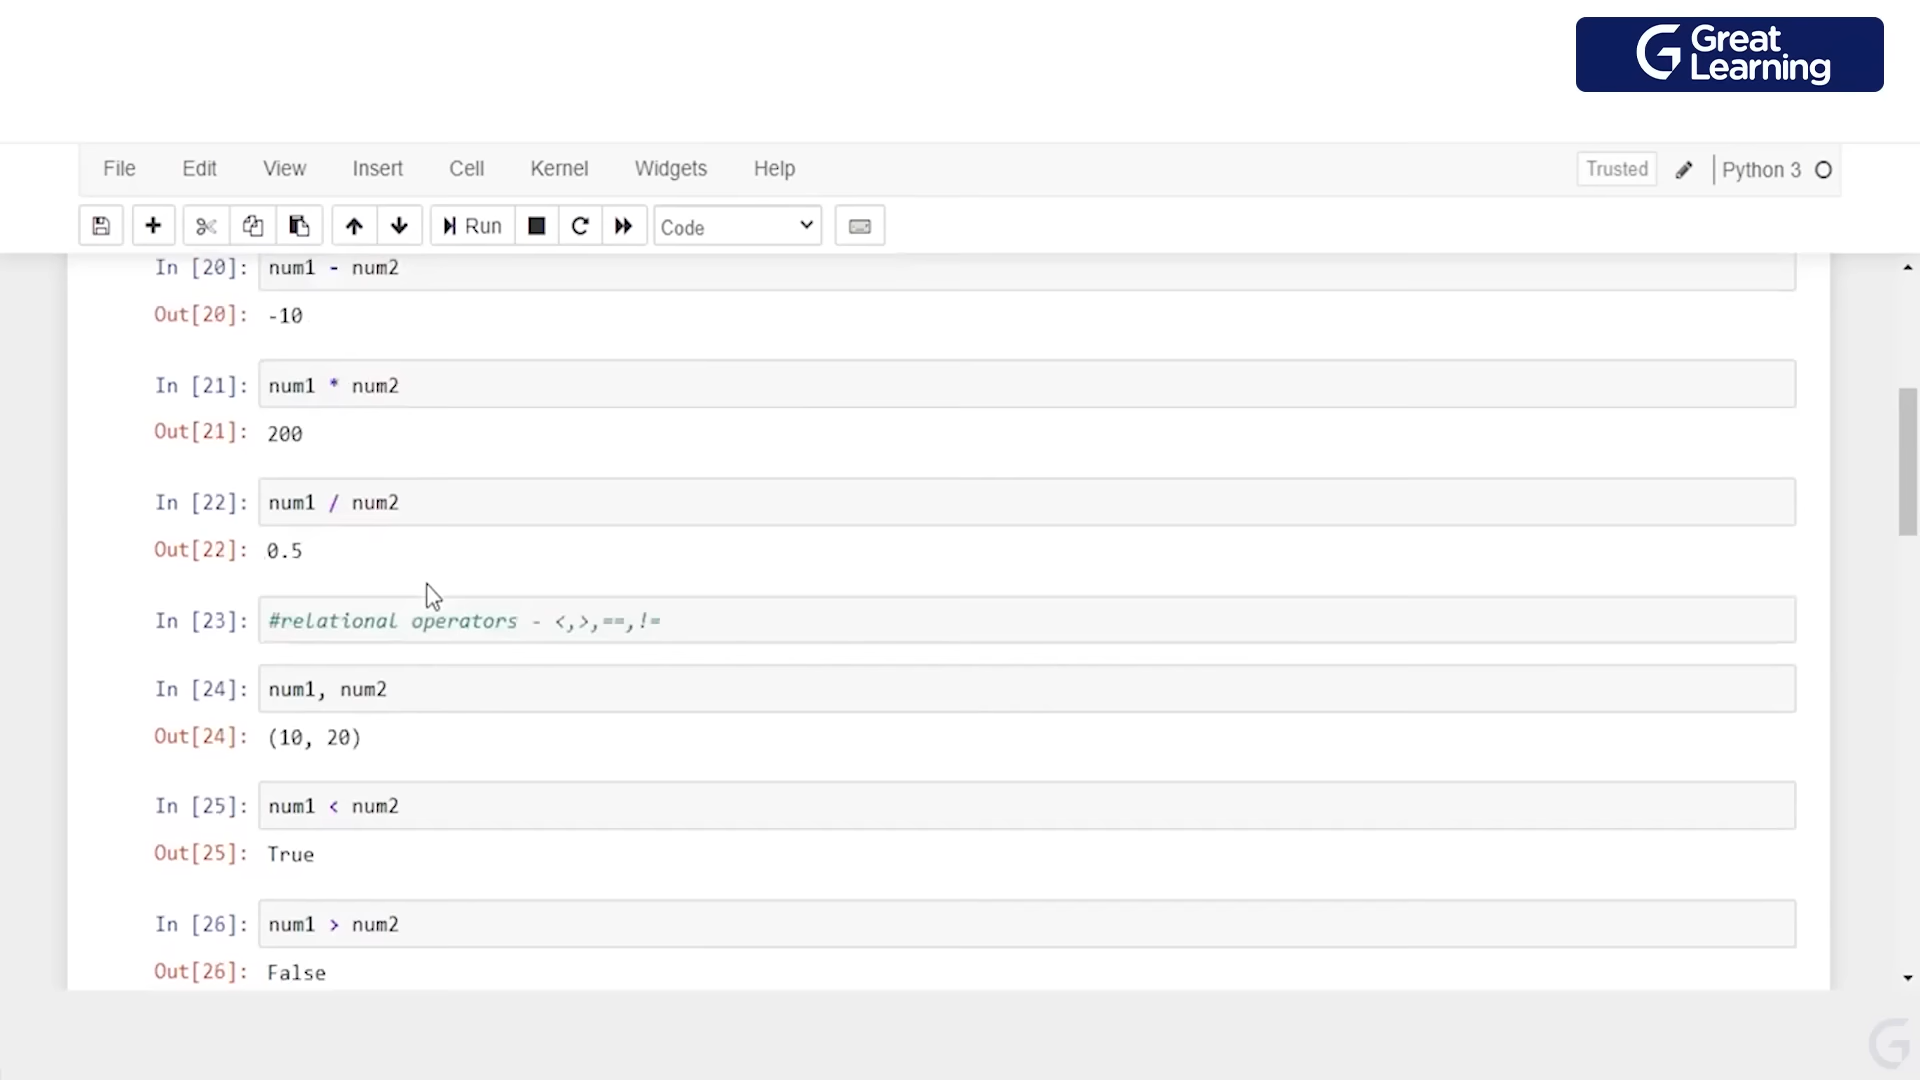 Great
Learning
File Edit View Insert Cell Kernel Widgets Help Trusted Python 3
Run Code
In [20]: num1 - num2
Out[20]: -10
In [21]: num1 * num2
Out[21]: 200
In [22]: num1 / num2
Out[22]: 0.5
In [23]: #relational operators - <,>,==,!=
In [24]: num1, num2
Out[24]: (10, 20)
In [25]: num1 < num2
Out[25]: True
In [26]: num1 > num2
Out[26]: False